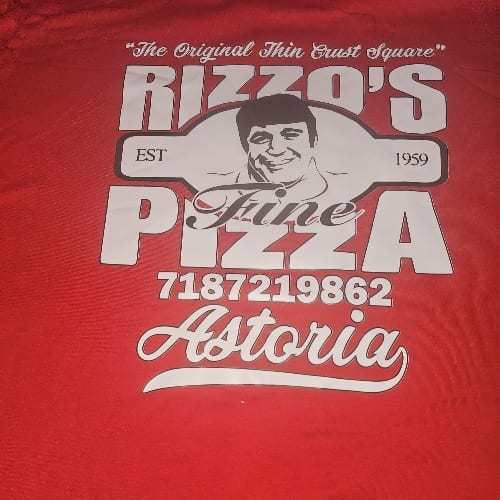 "The Original Thin Crust Square"
RIZZO'S
EST 1959
Fine
PIZZA
7187219862
Astoria